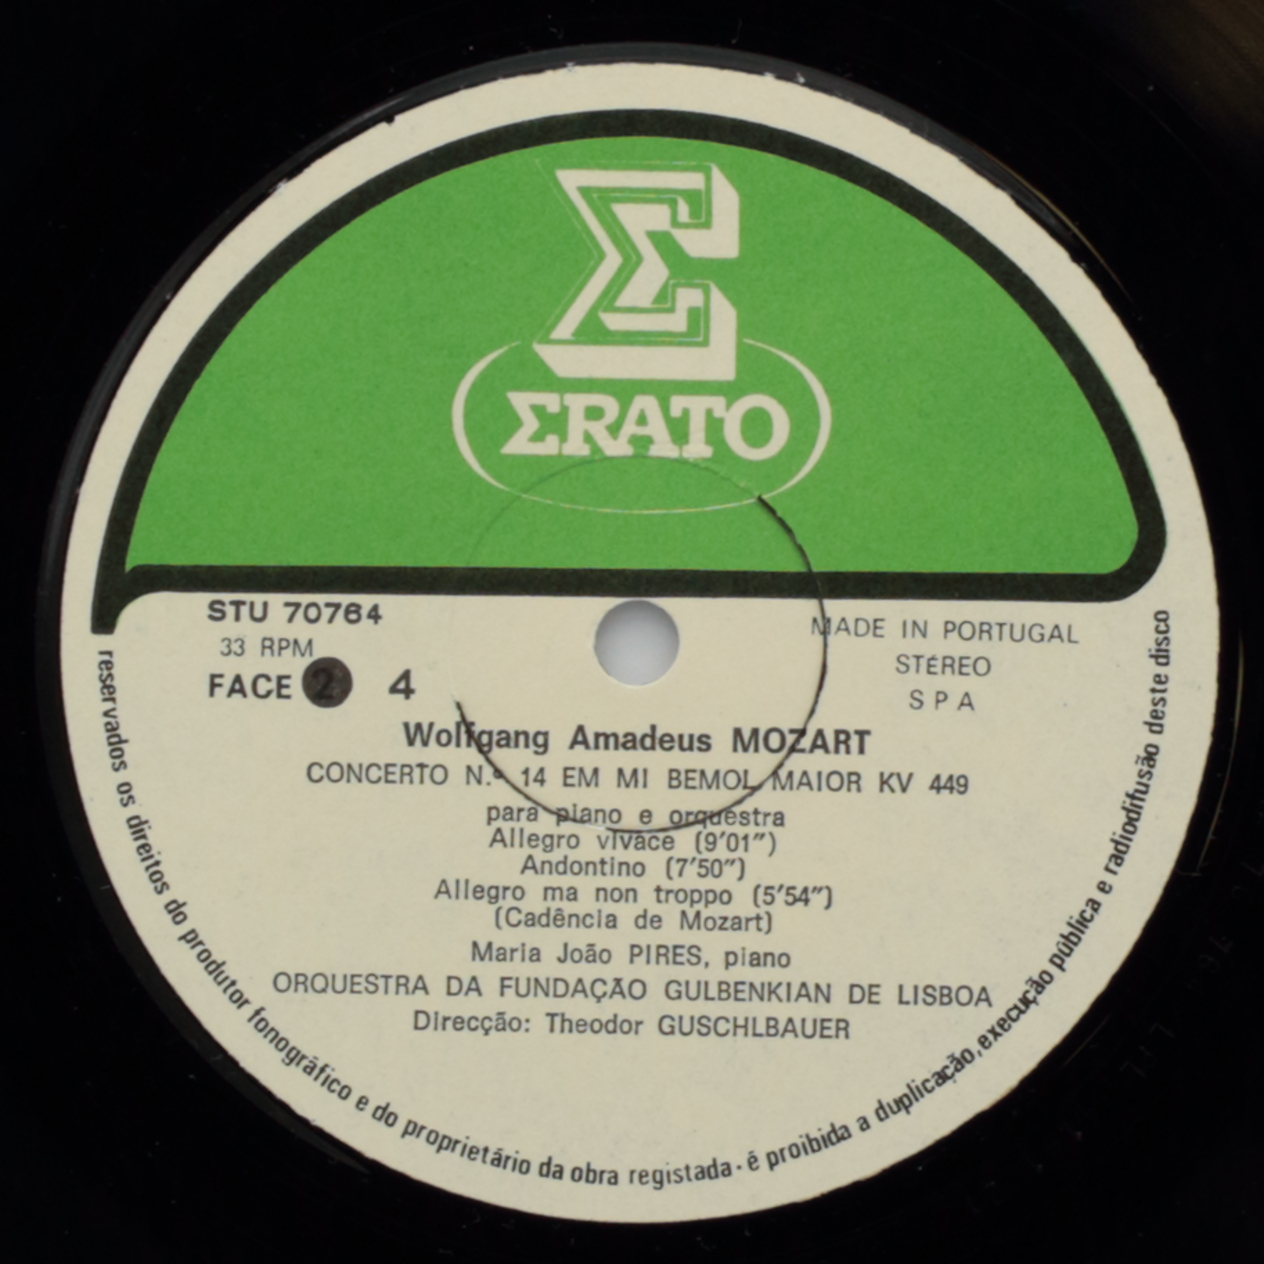 ΣRATO
STU 70764
33 RPM
FACE 2 4
MADE IN PORTUGAL
STÉREO
SPA
Wolfgang Amadeus MOZART
CONCERTO N.º 14 EM MI BEMOL MAIOR KV 449
para piano e orquestra
Allegro vivace (9'01")
Andontino (7'50")
Allegro ma non troppo (5'54")
(Cadência de Mozart)
Maria João PIRES, piano
ORQUESTRA DA FUNDAÇÃO GULBENKIAN DE LISBOA
Direcção: Theodor GUSCHLBAUER
reservados os direitos do produtor fonográfico e do proprietário da obra registada · é proibida a duplicação, execução pública e radiodifusão deste disco